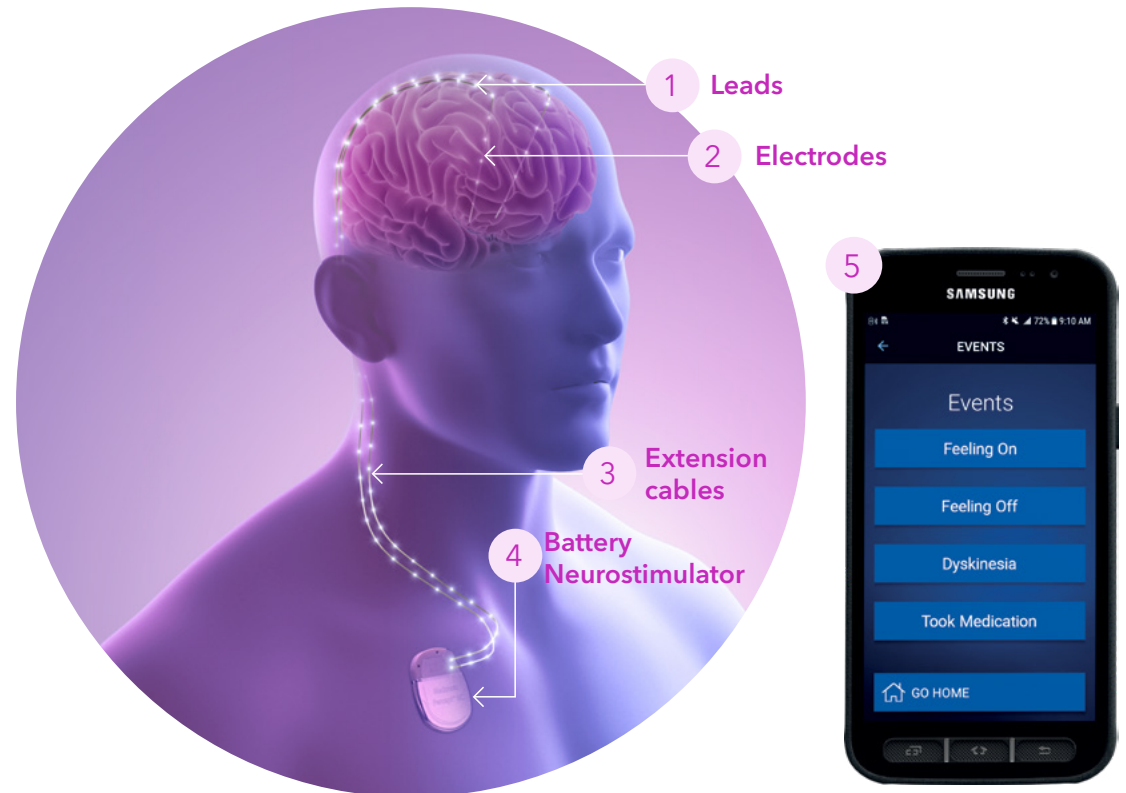 1 Leads
2 Electrodes
5
SAMSUNG
72% 9:10 AM
EVENTS
Events
Feeling On
Feeling Off
Dyskinesia
Took Medication
GO HOME
3 Extension
cables
4 Battery
Neurostimulator